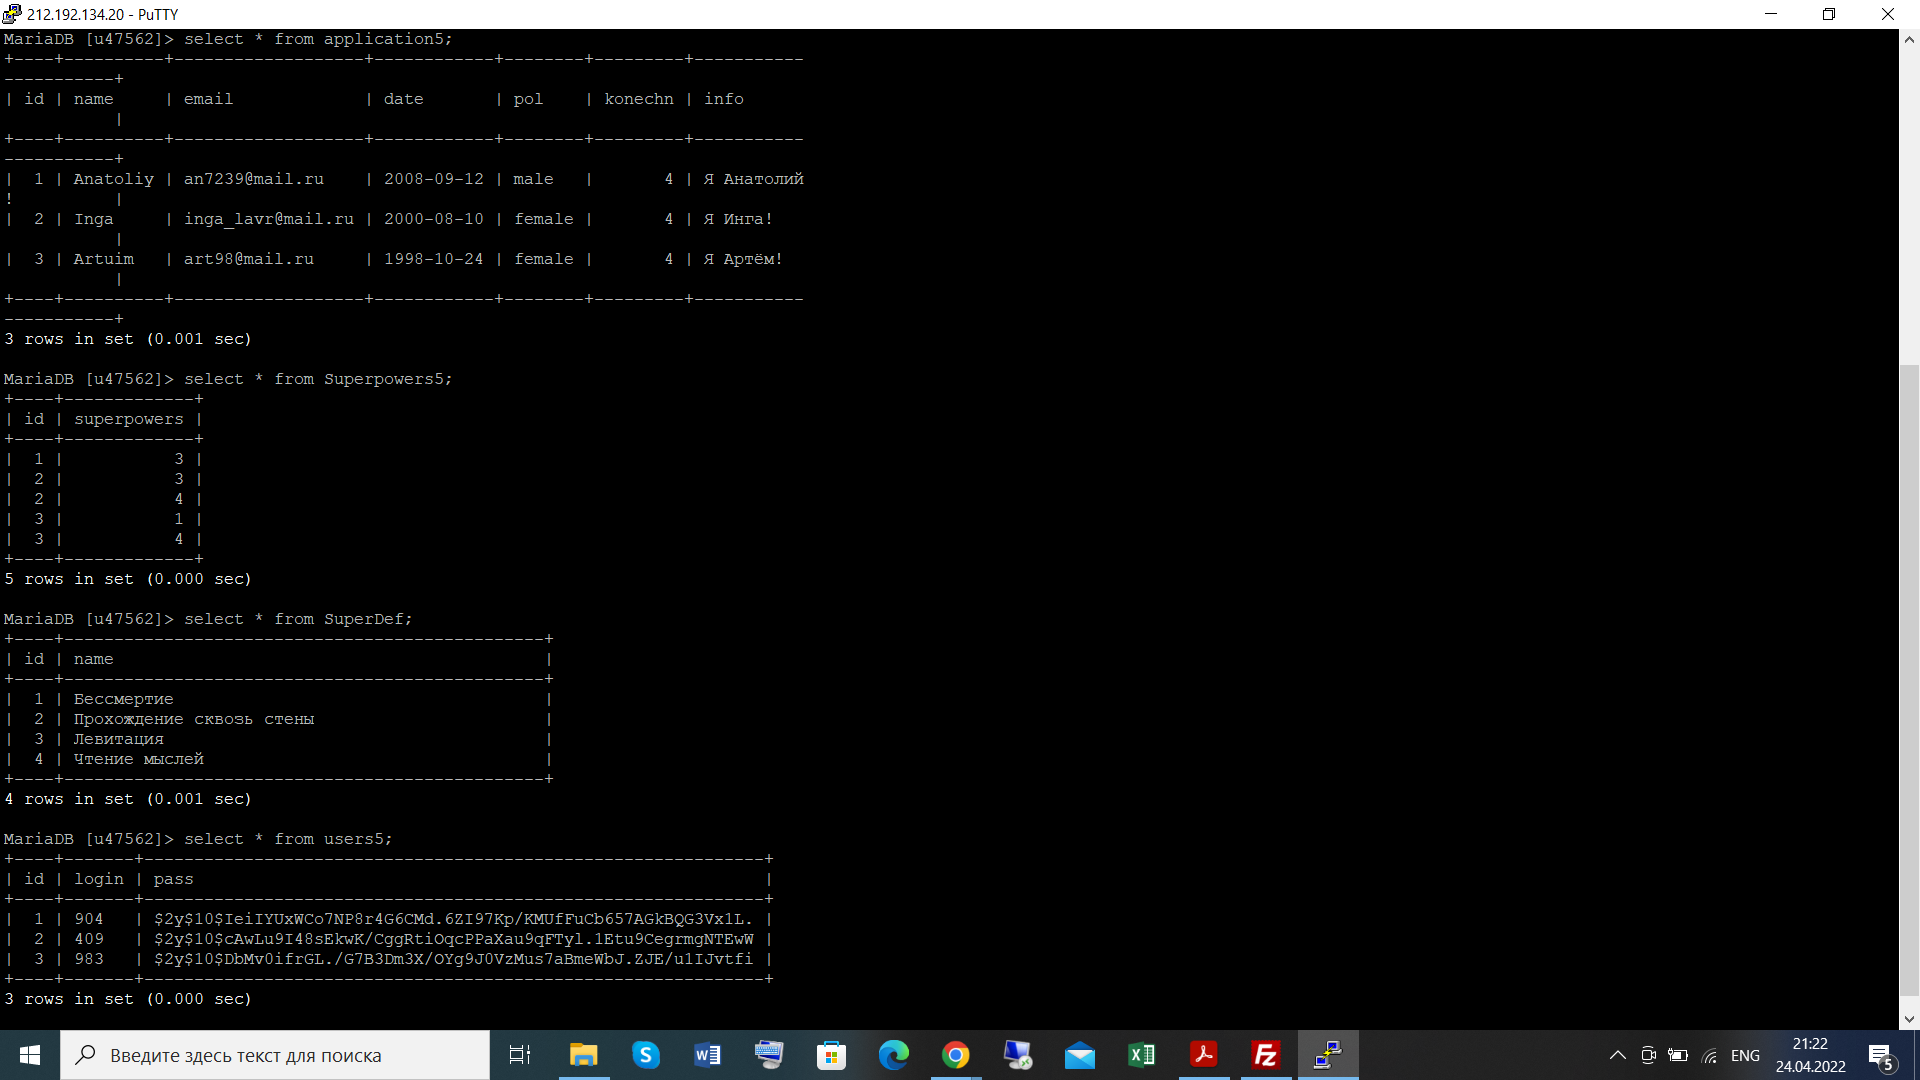 212.192.134.20 - PuTTY
MariaDB [u47562]> select * from application5;
+----+----------+-------------------+------------+--------+---------+-----------
-----------+
| id | name     | email             | date       | pol    | konechn | info
           |
+----+----------+-------------------+------------+--------+---------+-----------
-----------+
|  1 | Anatoliy | an7239@mail.ru    | 2008-09-12 | male   |       4 | Я Анатолий
!          |
|  2 | Inga     | inga_lavr@mail.ru | 2000-08-10 | female |       4 | Я Инга!
           |
|  3 | Artuim   | art98@mail.ru     | 1998-10-24 | female |       4 | Я Артём!
           |
+----+----------+-------------------+------------+--------+---------+-----------
-----------+
3 rows in set (0.001 sec)
MariaDB [u47562]> select * from Superpowers5;
+----+-------------+
| id | superpowers |
+----+-------------+
|  1 |           3 |
|  2 |           3 |
|  2 |           4 |
|  3 |           1 |
|  3 |           4 |
+----+-------------+
5 rows in set (0.000 sec)
MariaDB [u47562]> select * from SuperDef;
+----+------------------------------------------------+
| id | name                                           |
+----+------------------------------------------------+
|  1 | Бессмертие                                     |
|  2 | Прохождение сквозь стены                       |
|  3 | Левитация                                      |
|  4 | Чтение мыслей                                  |
+----+------------------------------------------------+
4 rows in set (0.001 sec)
MariaDB [u47562]> select * from users5;
+----+-------+--------------------------------------------------------------+
| id | login | pass                                                         |
+----+-------+--------------------------------------------------------------+
|  1 | 904   | $2y$10$IeiIYUxWCo7NP8r4G6CMd.6ZI97Kp/KMUfFuCb657AGkBQG3Vx1L. |
|  2 | 409   | $2y$10$cAwLu9I48sEkwK/CggRtiOqcPPaXau9qFTyl.1Etu9CegrmgNTEwW |
|  3 | 983   | $2y$10$DbMv0ifrGL./G7B3Dm3X/OYg9J0VzMus7aBmeWbJ.ZJE/u1IJvtfi |
+----+-------+--------------------------------------------------------------+
3 rows in set (0.000 sec)
Введите здесь текст для поиска
ENG
21:22
24.04.2022
5